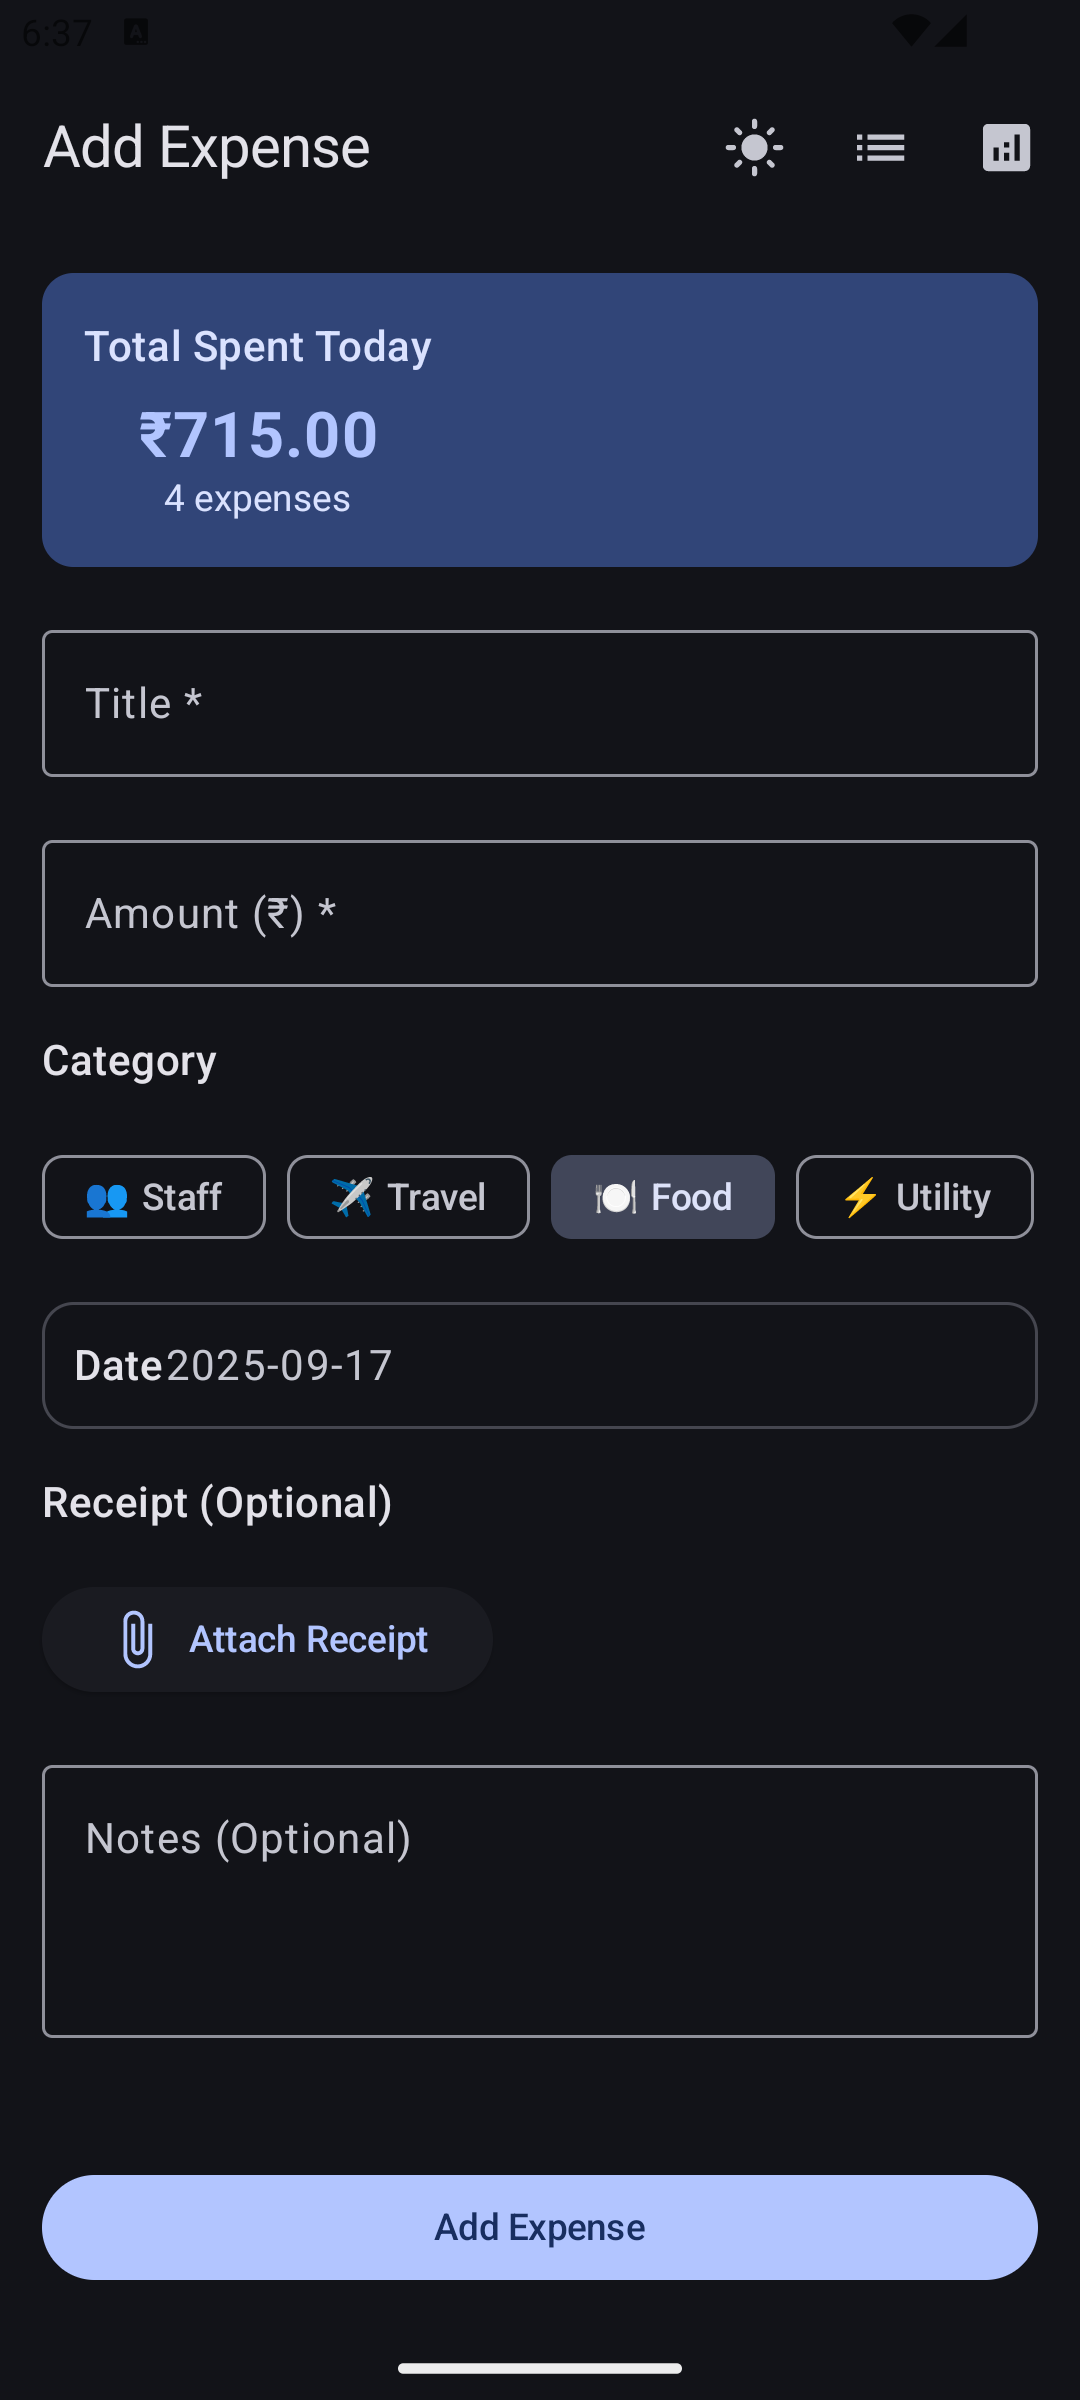 6:37
Add Expense
Total Spent Today
₹715.00
4 expenses
Title *
Amount (₹) *
Category
👥 Staff ✈️ Travel 🍽️ Food ⚡ Utility
Date 2025-09-17
Receipt (Optional)
Attach Receipt
Notes (Optional)
Add Expense